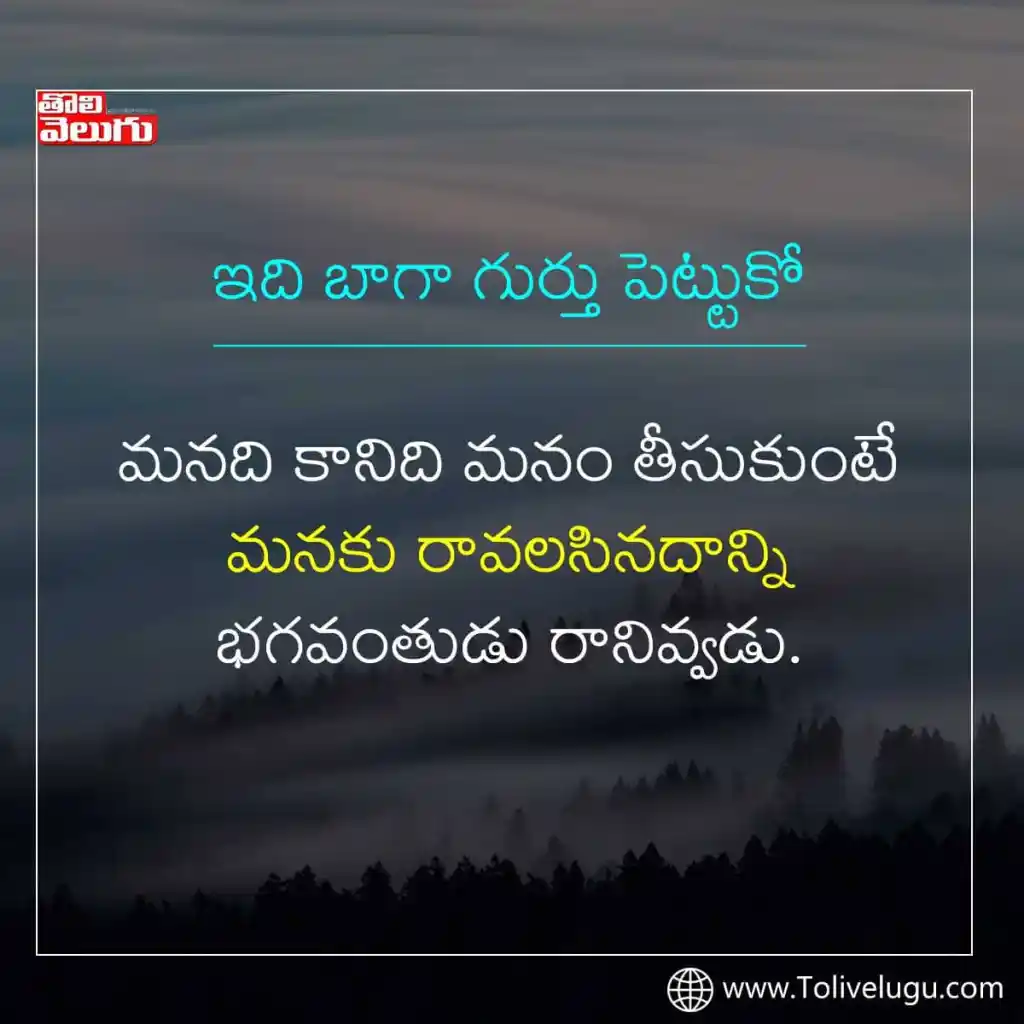 తొలి
వెలుగు
ఇది బాగా గుర్తు పెట్టుకో
మనది కానిది మనం తీసుకుంటే
మనకు రావలసినదాన్ని
భగవంతుడు రానివ్వడు.
www.Tolivelugu.com